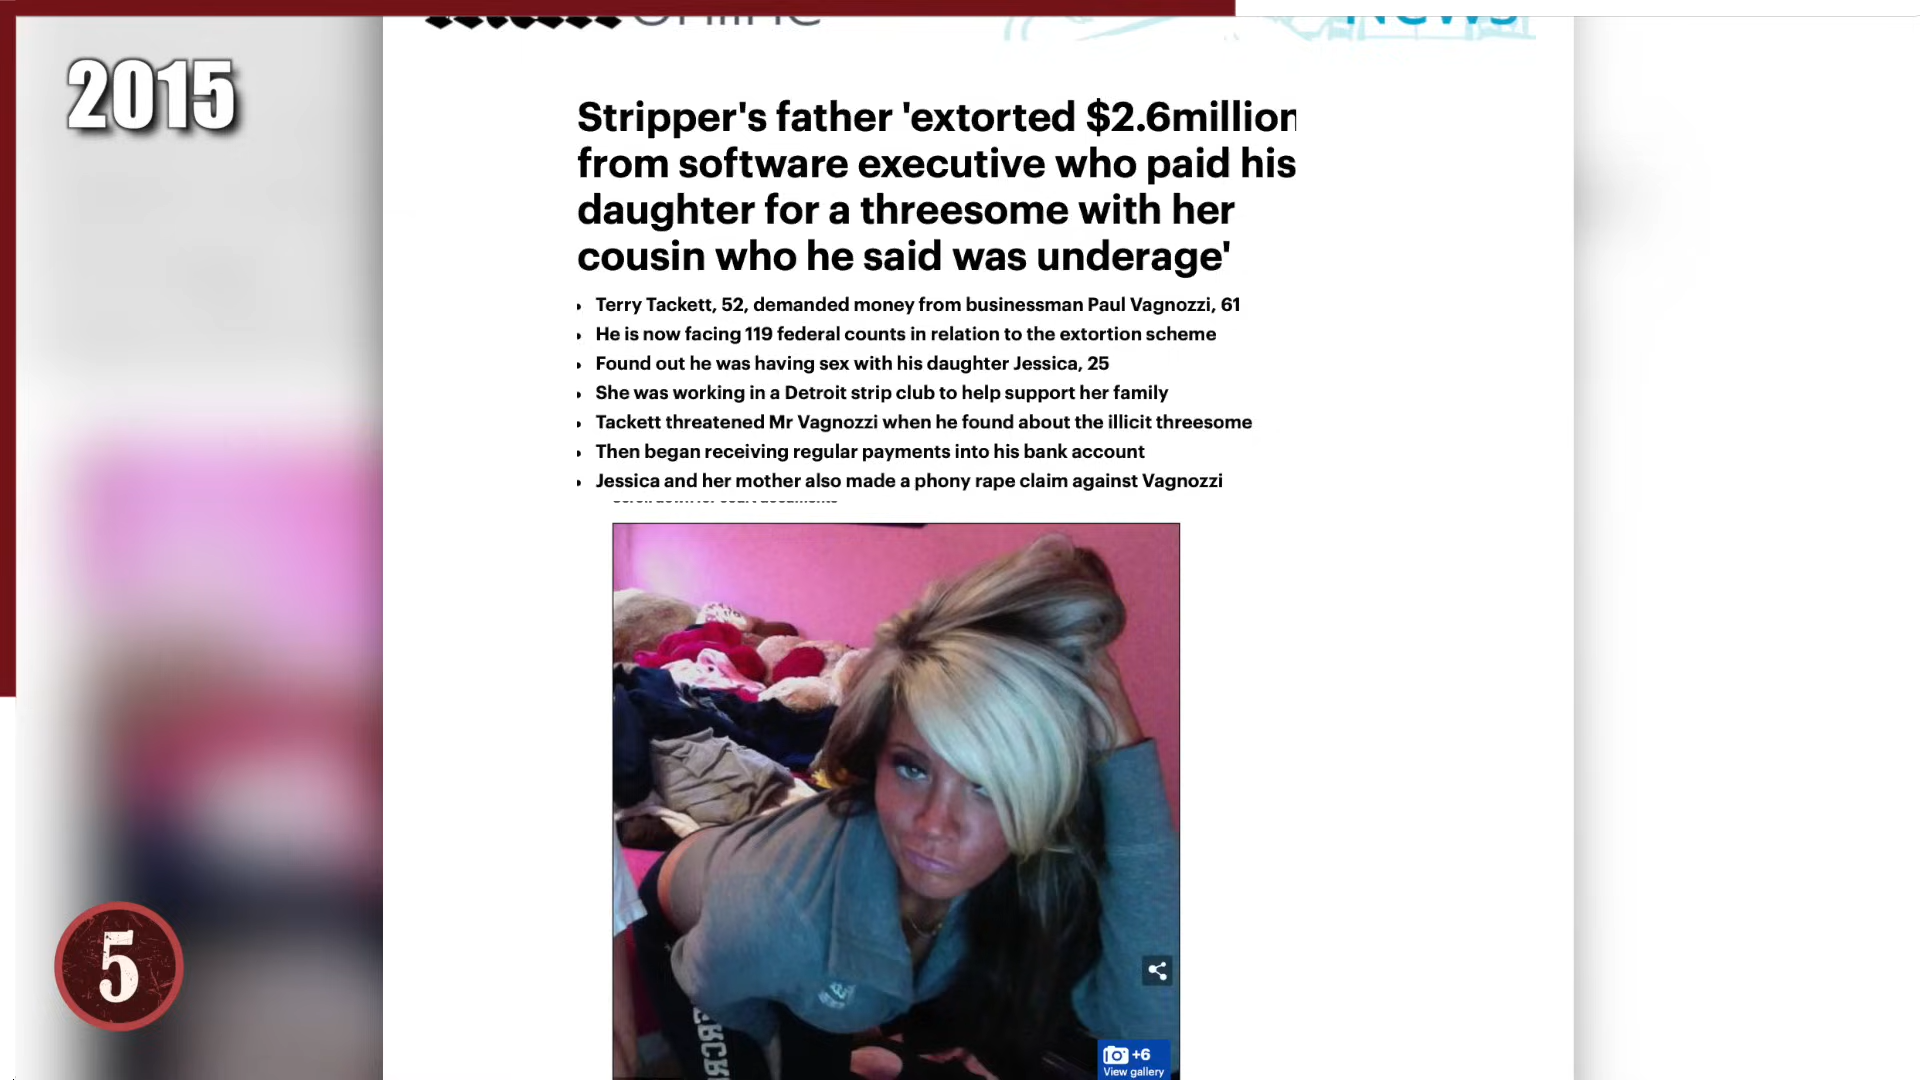 2015
Stripper's father 'extorted $2.6million
from software executive who paid his
daughter for a threesome with her
cousin who he said was underage'
Terry Tackett, 52, demanded money from businessman Paul Vagnozzi, 61
He is now facing 119 federal counts in relation to the extortion scheme
Found out he was having sex with his daughter Jessica, 25
She was working in a Detroit strip club to help support her family
Tackett threatened Mr Vagnozzi when he found about the illicit threesome
Then began receiving regular payments into his bank account
Jessica and her mother also made a phony rape claim against Vagnozzi
+6
View gallery
5